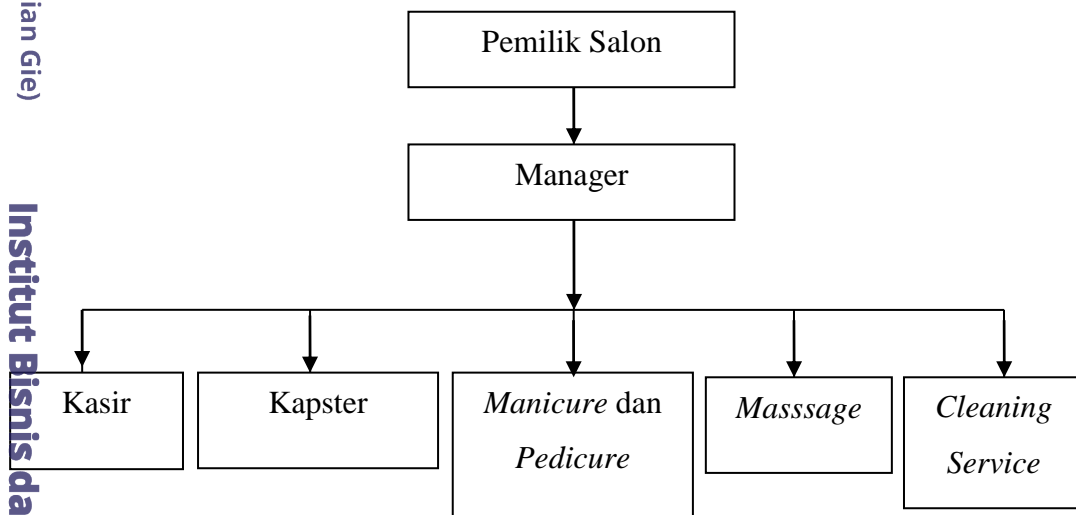 ian Gie)
Institut Bisnis da
Pemilik Salon
Manager
Kasir
Kapster
Manicure dan
Pedicure
Masssage
Cleaning
Service